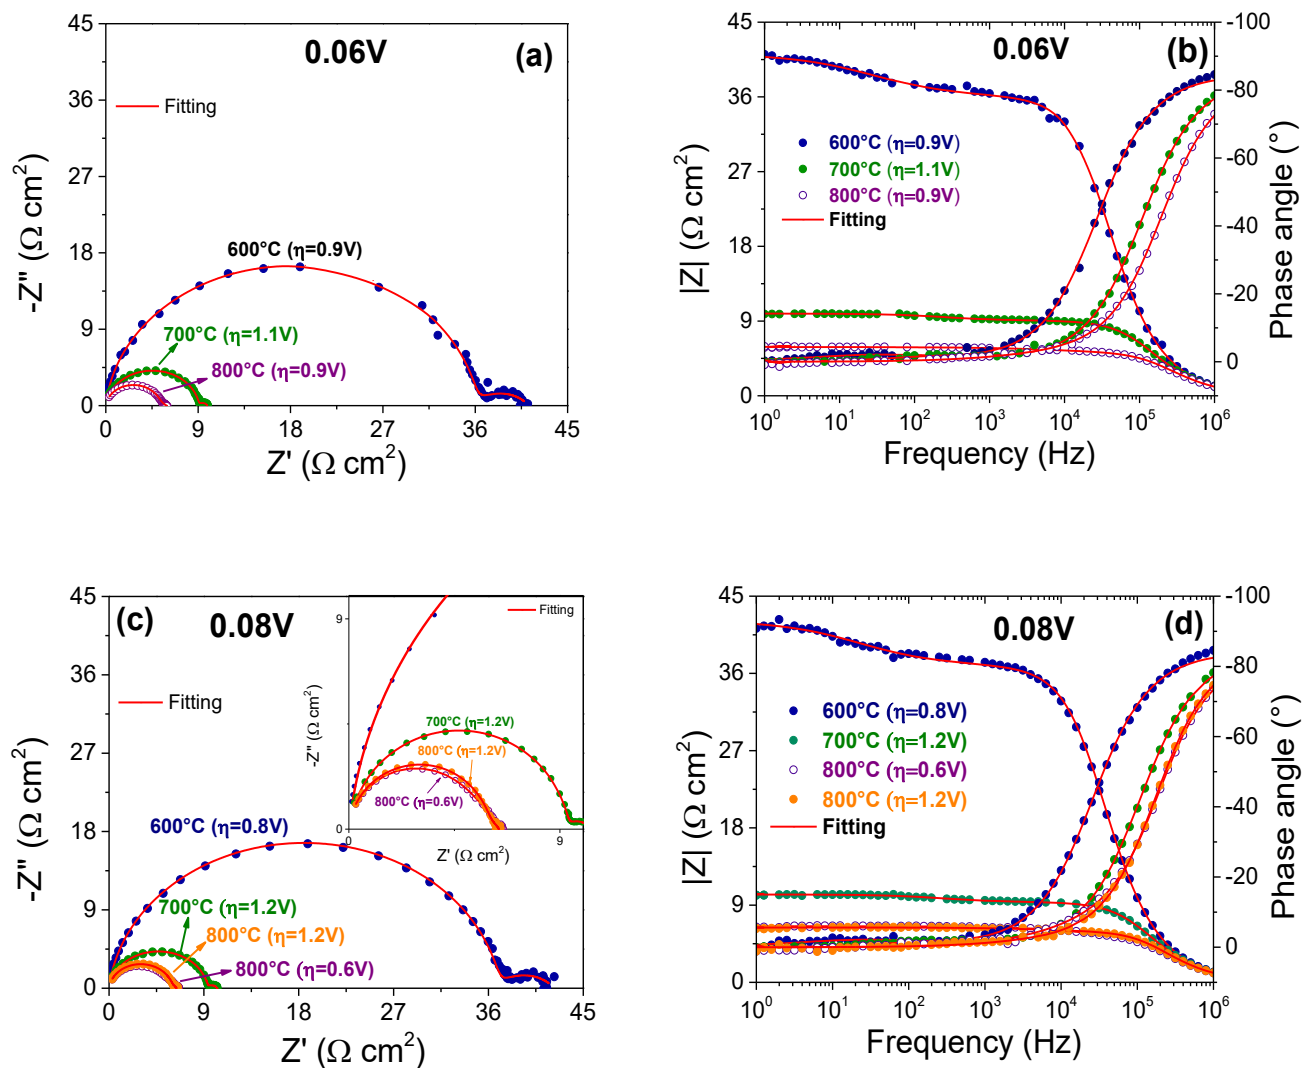 0.06V
(a)
Fitting
600°C (η=0.9V)
700°C (η=1.1V)
800°C (η=0.9V)
-Z'' (Ω cm²)
45
36
27
18
9
0
0 9 18 27 36 45
Z' (Ω cm²)
0.06V
(b)
600°C (η=0.9V)
700°C (η=1.1V)
800°C (η=0.9V)
Fitting
|Z| (Ω cm²)
45
36
27
18
9
0
-100
-80
-60
-40
-20
0
Phase angle (°)
10⁰ 10¹ 10² 10³ 10⁴ 10⁵ 10⁶
Frequency (Hz)
(c)
0.08V
Fitting
600°C (η=0.8V)
700°C (η=1.2V)
800°C (η=1.2V)
800°C (η=0.6V)
-Z'' (Ω cm²)
45
36
27
18
9
0
0 9 18 27 36 45
Z' (Ω cm²)
Fitting
700°C (η=1.2V)
800°C (η=1.2V)
800°C (η=0.6V)
-Z'' (Ω cm²)
9
0
0 9
Z' (Ω cm²)
0.08V
(d)
600°C (η=0.8V)
700°C (η=1.2V)
800°C (η=0.6V)
800°C (η=1.2V)
Fitting
|Z| (Ω cm²)
45
36
27
18
9
0
-100
-80
-60
-40
-20
0
Phase angle (°)
10⁰ 10¹ 10² 10³ 10⁴ 10⁵ 10⁶
Frequency (Hz)